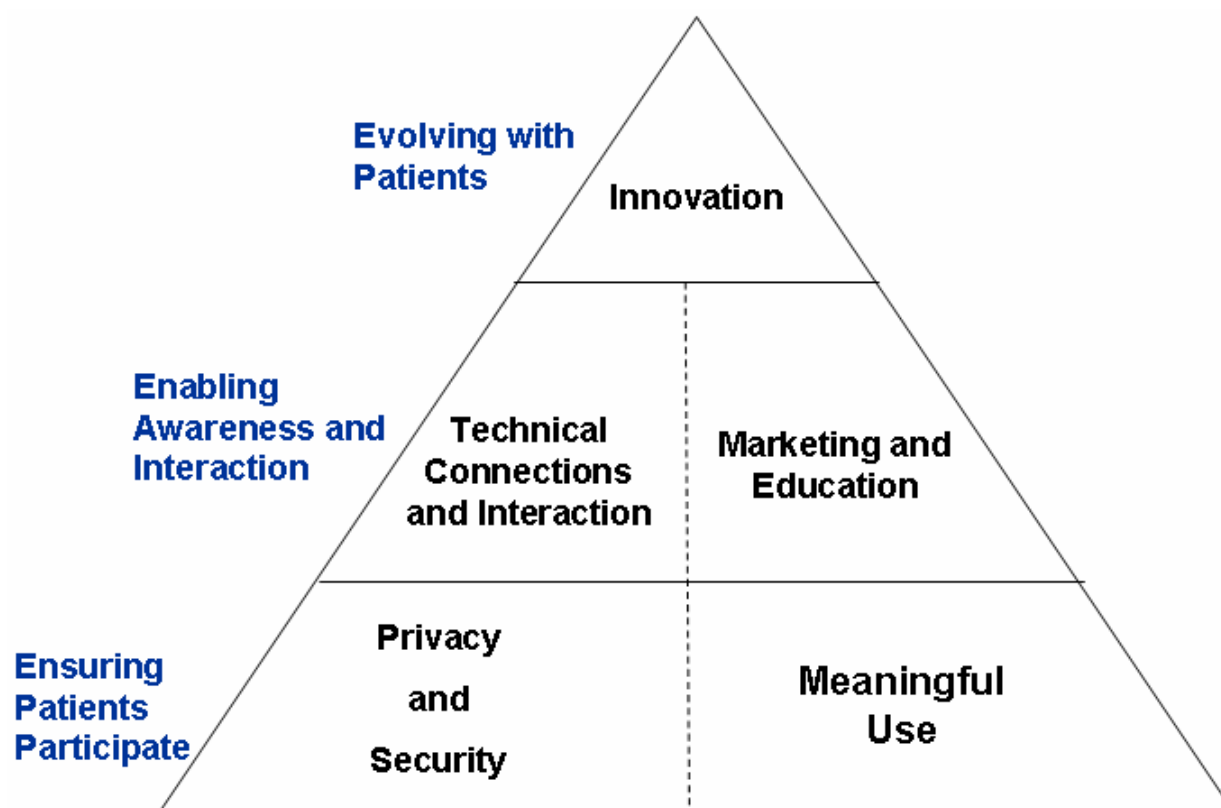 Evolving with
Patients
Innovation
Enabling
Awareness and
Interaction
Technical
Connections
and Interaction
Marketing and
Education
Ensuring
Patients
Participate
Privacy
and
Security
Meaningful
Use